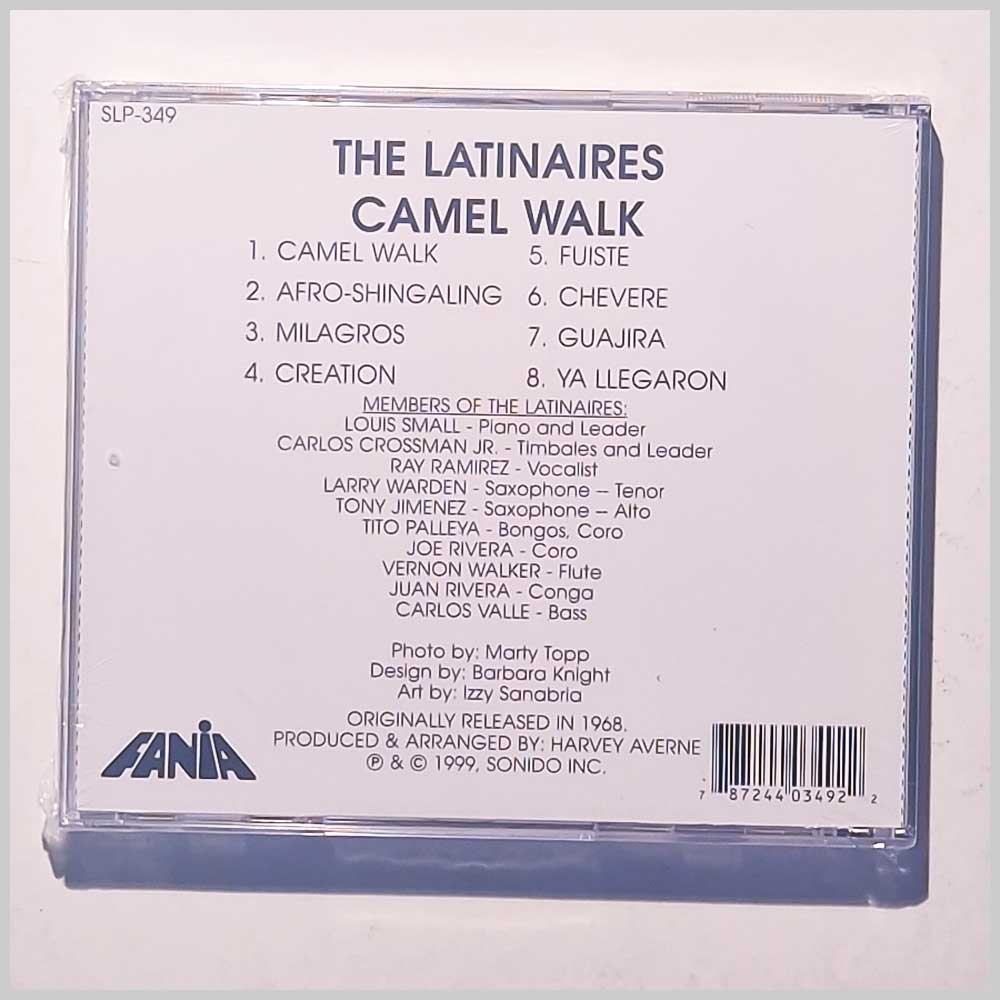 SLP-349
THE LATINAIRES
CAMEL WALK
1. CAMEL WALK
2. AFRO-SHINGALING
3. MILAGROS
4. CREATION
5. FUISTE
6. CHEVERE
7. GUAJIRA
8. YA LLEGARON
MEMBERS OF THE LATINAIRES:
LOUIS SMALL - Piano and Leader
CARLOS CROSSMAN JR. - Timbales and Leader
RAY RAMIREZ - Vocalist
LARRY WARDEN - Saxophone – Tenor
TONY JIMENEZ - Saxophone – Alto
TITO PALLEYA - Bongos, Coro
JOE RIVERA - Coro
VERNON WALKER - Flute
JUAN RIVERA - Conga
CARLOS VALLE - Bass
Photo by: Marty Topp
Design by: Barbara Knight
Art by: Izzy Sanabria
ORIGINALLY RELEASED IN 1968.
PRODUCED & ARRANGED BY: HARVEY AVERNE
℗ & © 1999, SONIDO INC.
FANIA
7 87244 03492 2